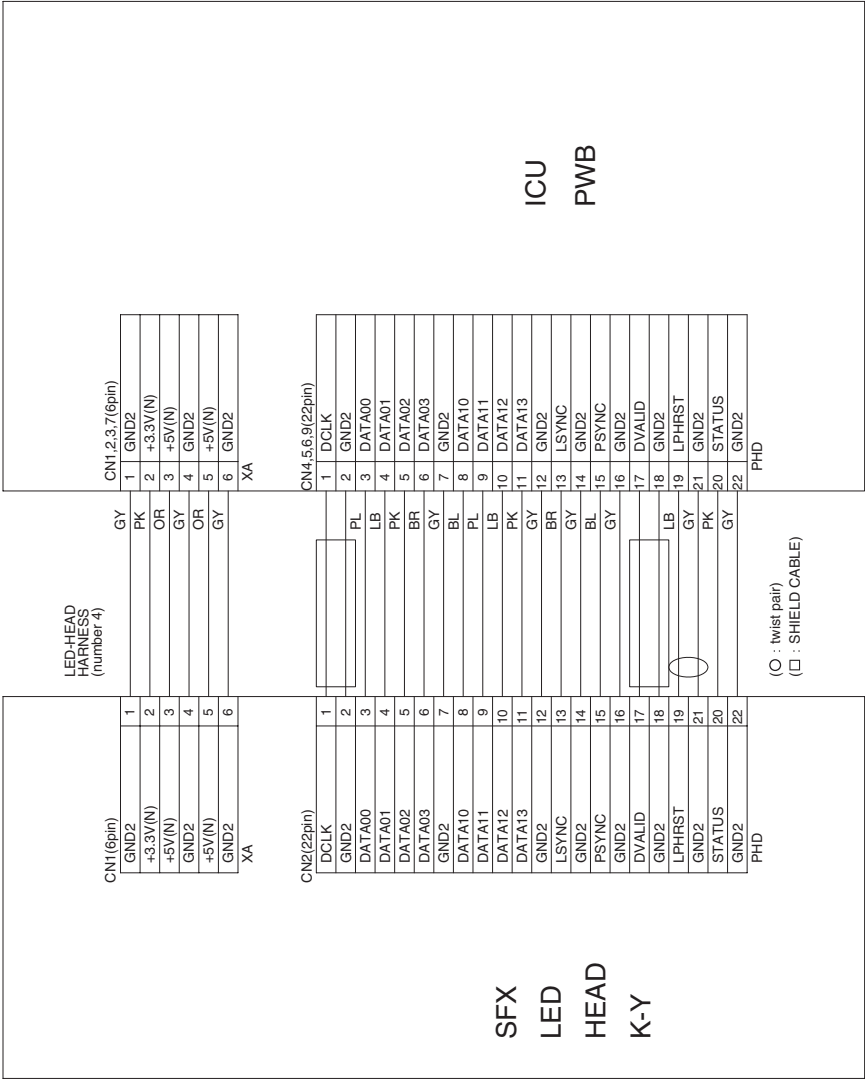 ICU
PWB
CN1,2,3,7(6pin)
1 GND2
2 +3.3V(N)
3 +5V(N)
4 GND2
5 +5V(N)
6 GND2
XA
CN4,5,6,9(22pin)
1 DCLK
2 GND2
3 DATA00
4 DATA01
5 DATA02
6 DATA03
7 GND2
8 DATA10
9 DATA11
10 DATA12
11 DATA13
12 GND2
13 LSYNC
14 GND2
15 PSYNC
16 GND2
17 DVALID
18 GND2
19 LPHRST
21 GND2
20 STATUS
22 GND2
PHD
GY
PK
OR
GY
OR
GY
PL
LB
PK
BR
GY
BL
PL
LB
PK
GY
BR
GY
BL
GY
LB
GY
PK
GY
LED-HEAD
HARNESS
(number 4)
(○ : twist pair)
(□ : SHIELD CABLE)
CN1(6pin)
GND2 1
+3.3V(N) 2
+5V(N) 3
GND2 4
+5V(N) 5
GND2 6
XA
CN2(22pin)
DCLK 1
GND2 2
DATA00 3
DATA01 4
DATA02 5
DATA03 6
GND2 7
DATA10 8
DATA11 9
DATA12 10
DATA13 11
GND2 12
LSYNC 13
GND2 14
PSYNC 15
GND2 16
DVALID 17
GND2 18
LPHRST 19
GND2 21
STATUS 20
GND2 22
PHD
SFX
LED
HEAD
K-Y